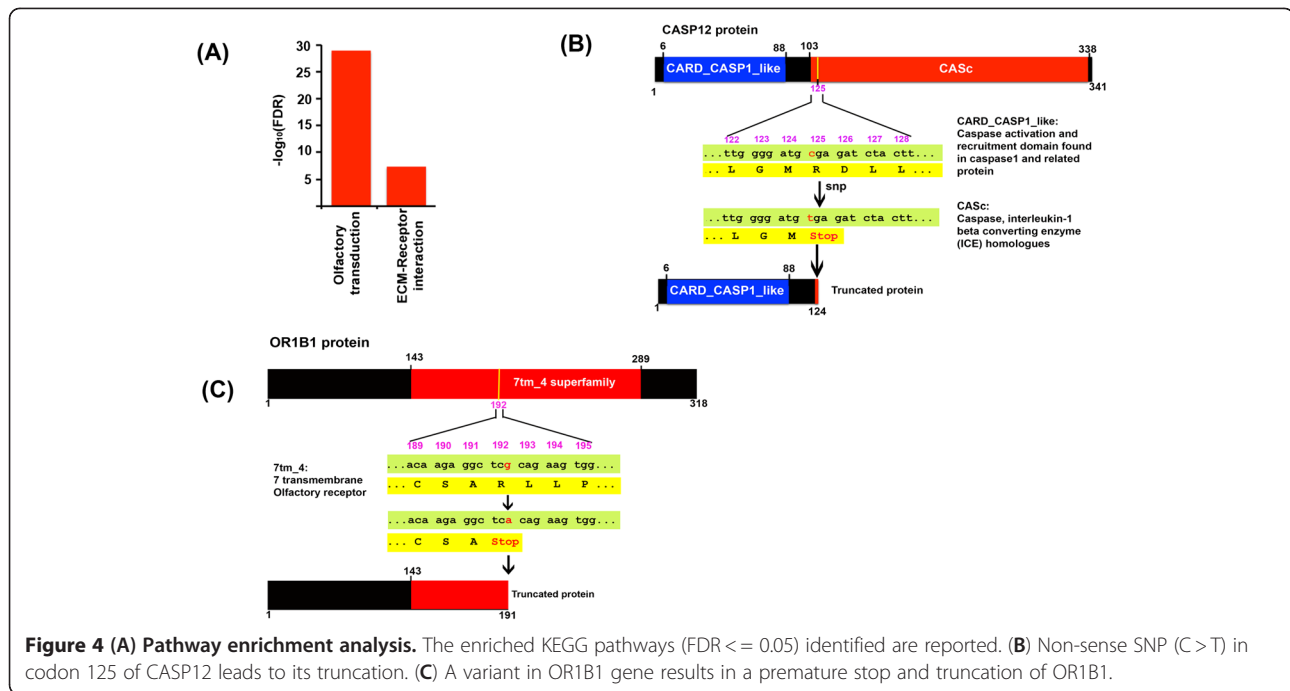 (A)
30
25
20
15
10
5
-log10(FDR)
Olfactory
transduction
ECM-Receptor
interaction
(B)
CASP12 protein
6
88
103
338
CARD_CASP1_like
CASc
1
125
341
122 123 124 125 126 127 128
...ttg ggg atg cga gat cta ctt...
.. L G M R D L L..
snp
..ttg ggg atg tga gat cta ctt...
... L G M Stop
CARD_CASP1_like:
Caspase activation and
recruitment domain found
in caspase1 and related
protein
CASc:
Caspase, interleukin-1
beta converting enzyme
(ICE) homologues
6
88
CARD_CASP1_like
Truncated protein
1
124
(C)
OR1B1 protein
143
289
7tm_4 superfamily
1
192
318
189 190 191 192 193 194 195
...aca aga ggc tcg cag aag tgg...
... C S A R L L P...
7tm_4:
7 transmembrane
Olfactory receptor
...aca aga ggc tca cag aag tgg...
... C S A Stop
143
Truncated protein
1
191
Figure 4 (A) Pathway enrichment analysis. The enriched KEGG pathways (FDR < = 0.05) identified are reported. (B) Non-sense SNP (C > T) in
codon 125 of CASP12 leads to its truncation. (C) A variant in OR1B1 gene results in a premature stop and truncation of OR1B1.